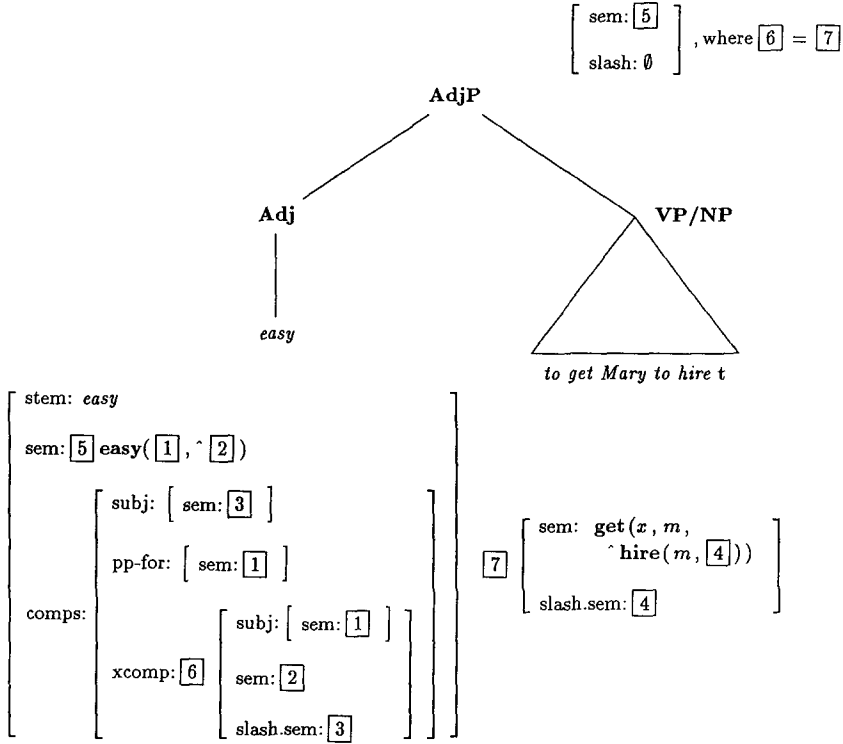 sem: 5
, where 6 = 7
slash: ∅
AdjP
Adj
VP/NP
easy
to get Mary to hire t
stem: easy
sem: 5 easy( 1 , ^ 2 )
subj: [ sem: 3 ]
pp-for: [ sem: 1 ]
comps:
subj: [ sem: 1 ]
xcomp: 6
sem: 2
slash.sem: 3
7
sem: get(x, m,
^hire(m, 4 ))
slash.sem: 4